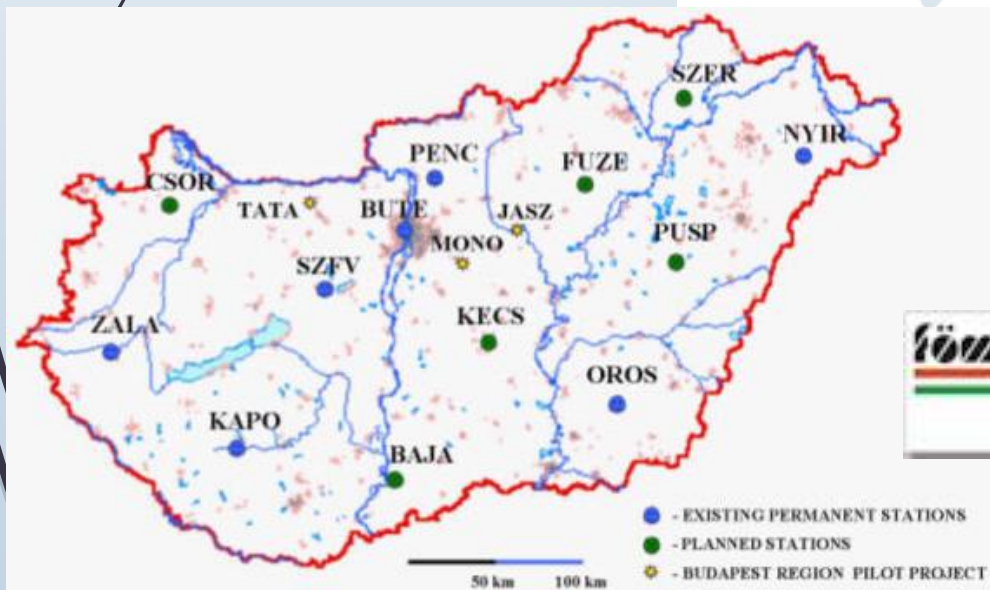 SZER
NYIR
PENC
FUZE
CSOR
TATA
BUTE
JASZ
MONO
PUSP
SZFV
KECS
ZALA
OROS
KAPO
BAJA
föm
- EXISTING PERMANENT STATIONS
- PLANNED STATIONS
- BUDAPEST REGION PILOT PROJECT
50 km 100 km